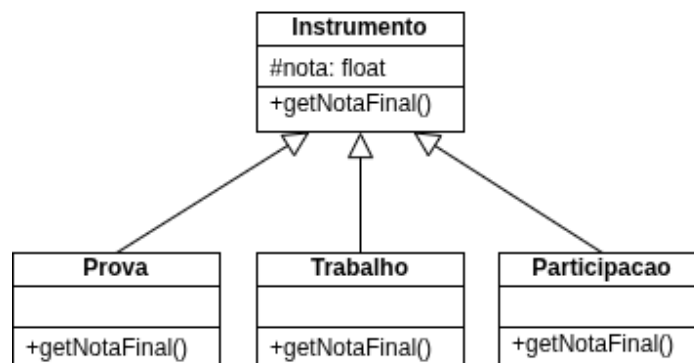 Instrumento
#nota: float
+getNotaFinal()
Prova
+getNotaFinal()
Trabalho
+getNotaFinal()
Participacao
+getNotaFinal()